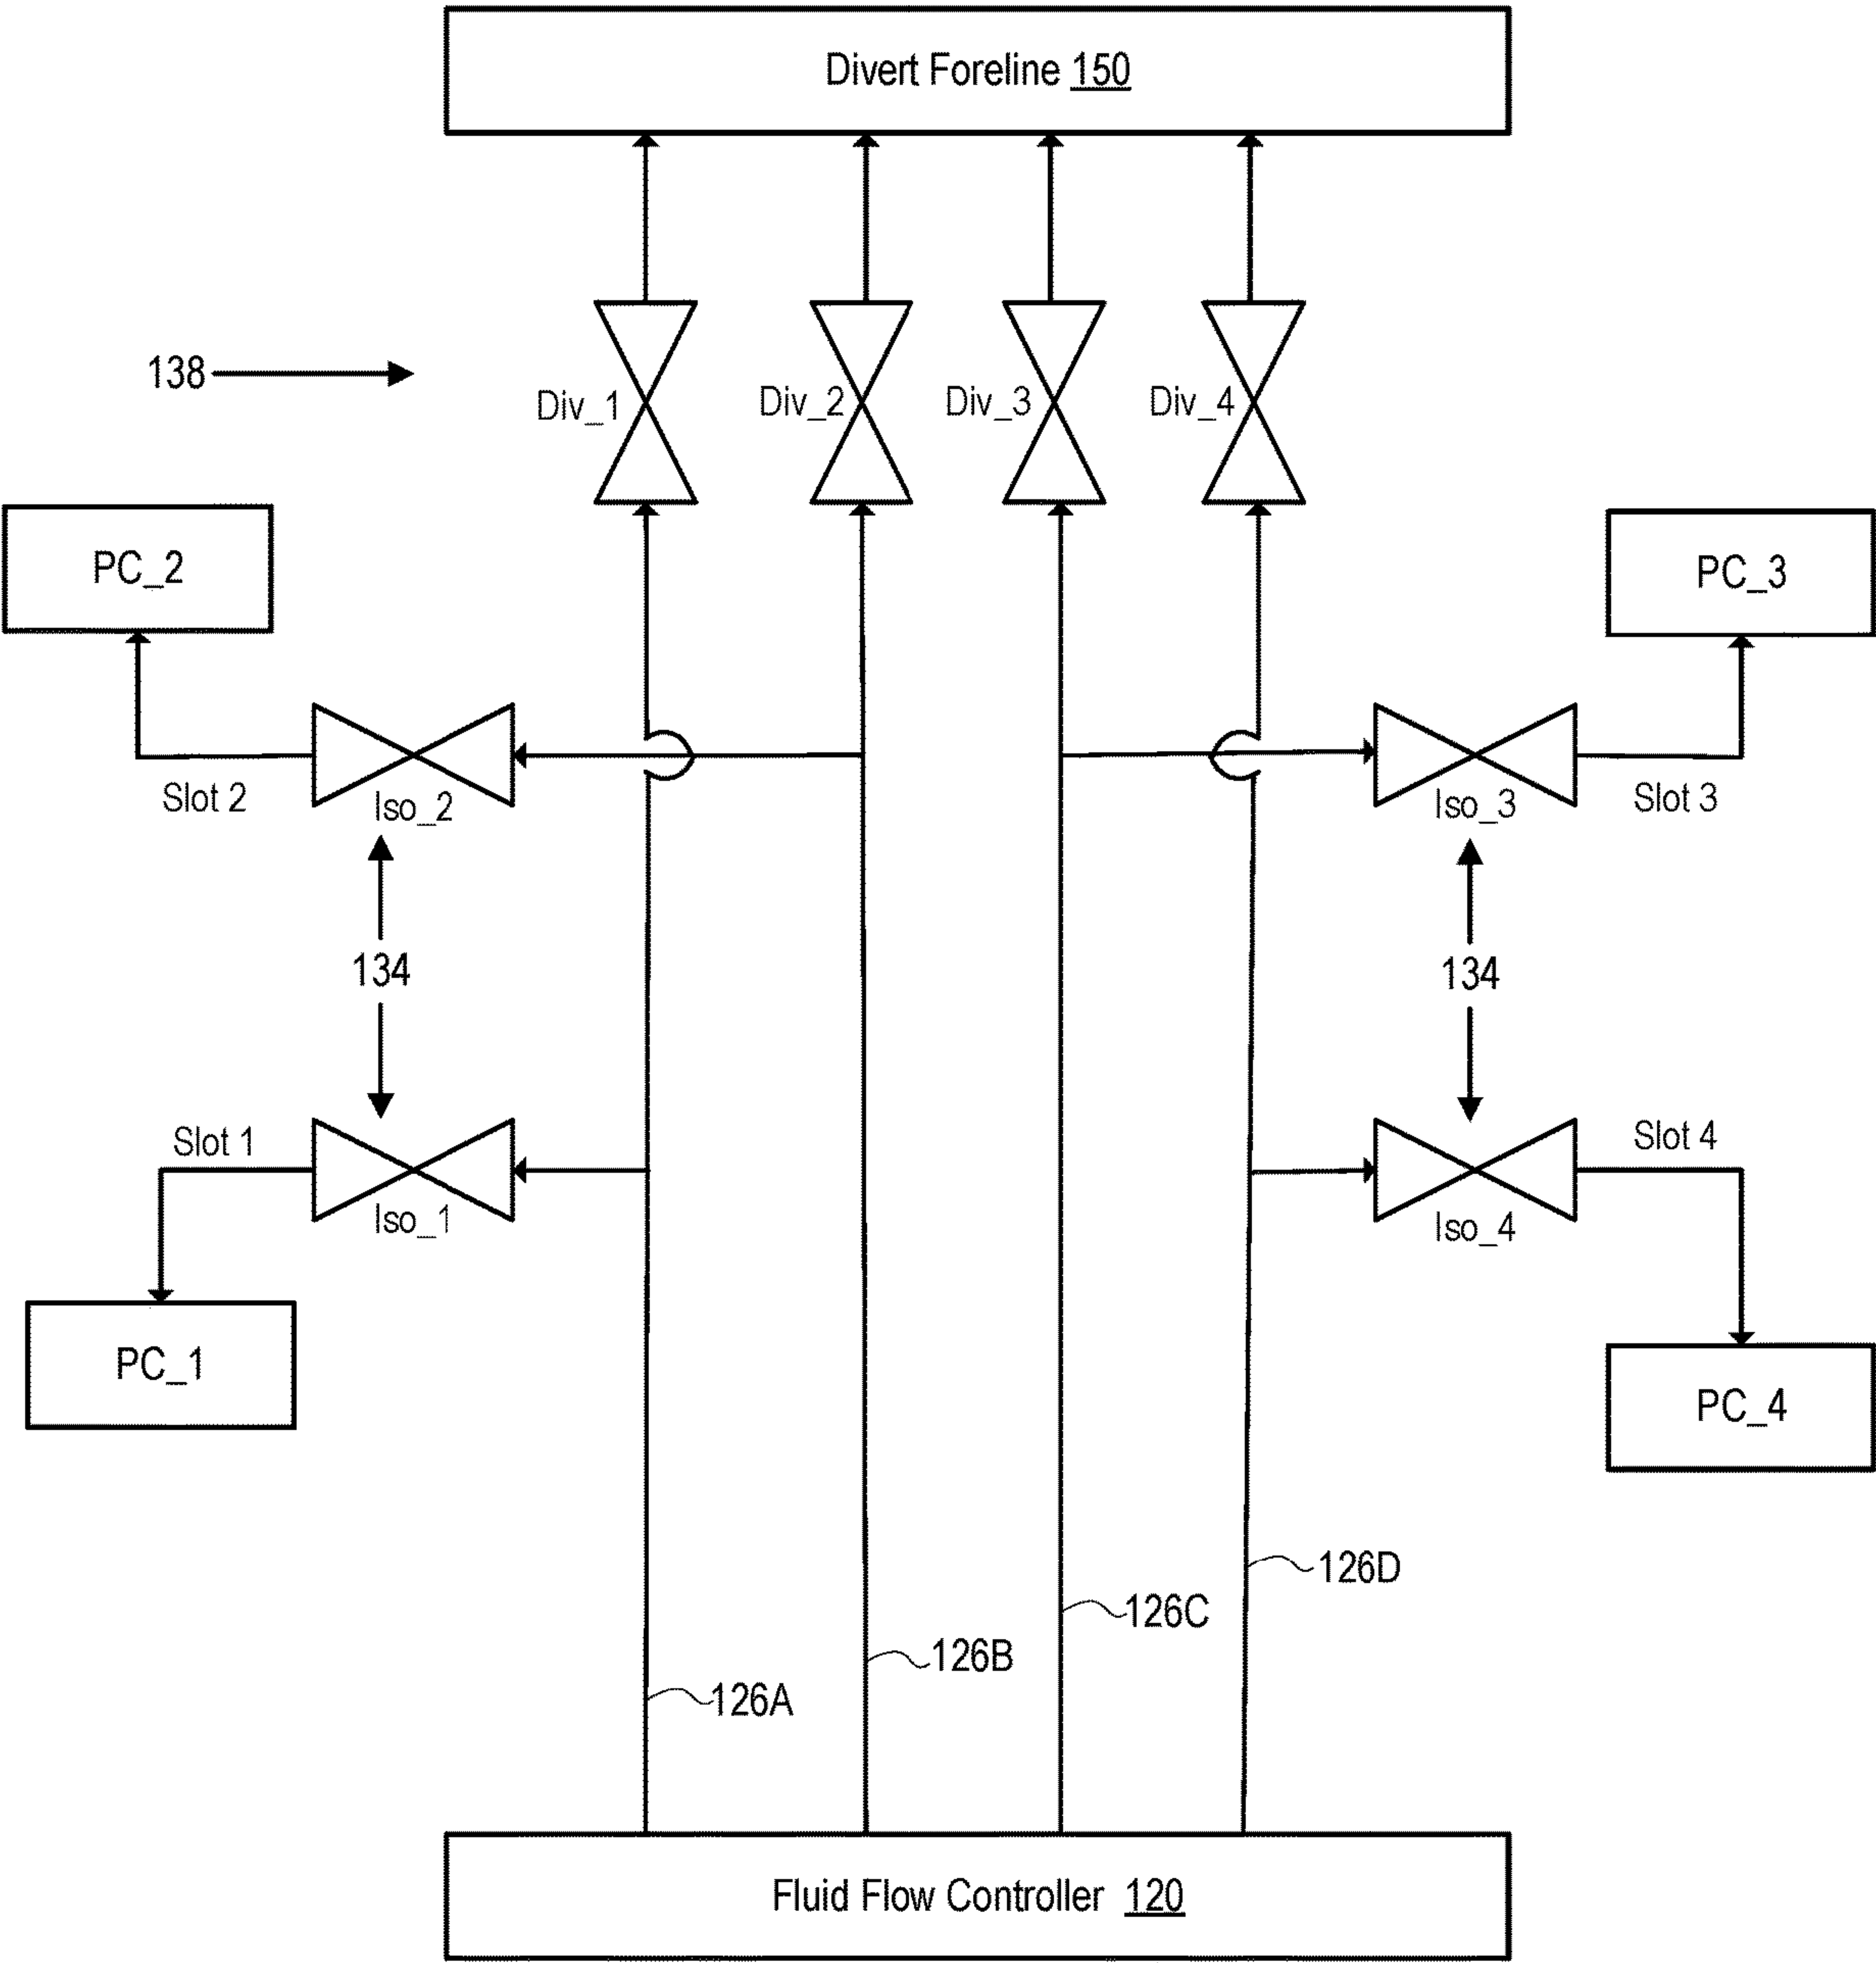 Divert Foreline 150
138
Div_1
Div_2
Div_3
Div_4
PC_2
PC_3
Slot 2
Iso_2
Iso_3
Slot 3
134
134
Slot 1
Iso_1
Iso_4
Slot 4
PC_1
PC_4
126D
126C
126B
126A
Fluid Flow Controller 120